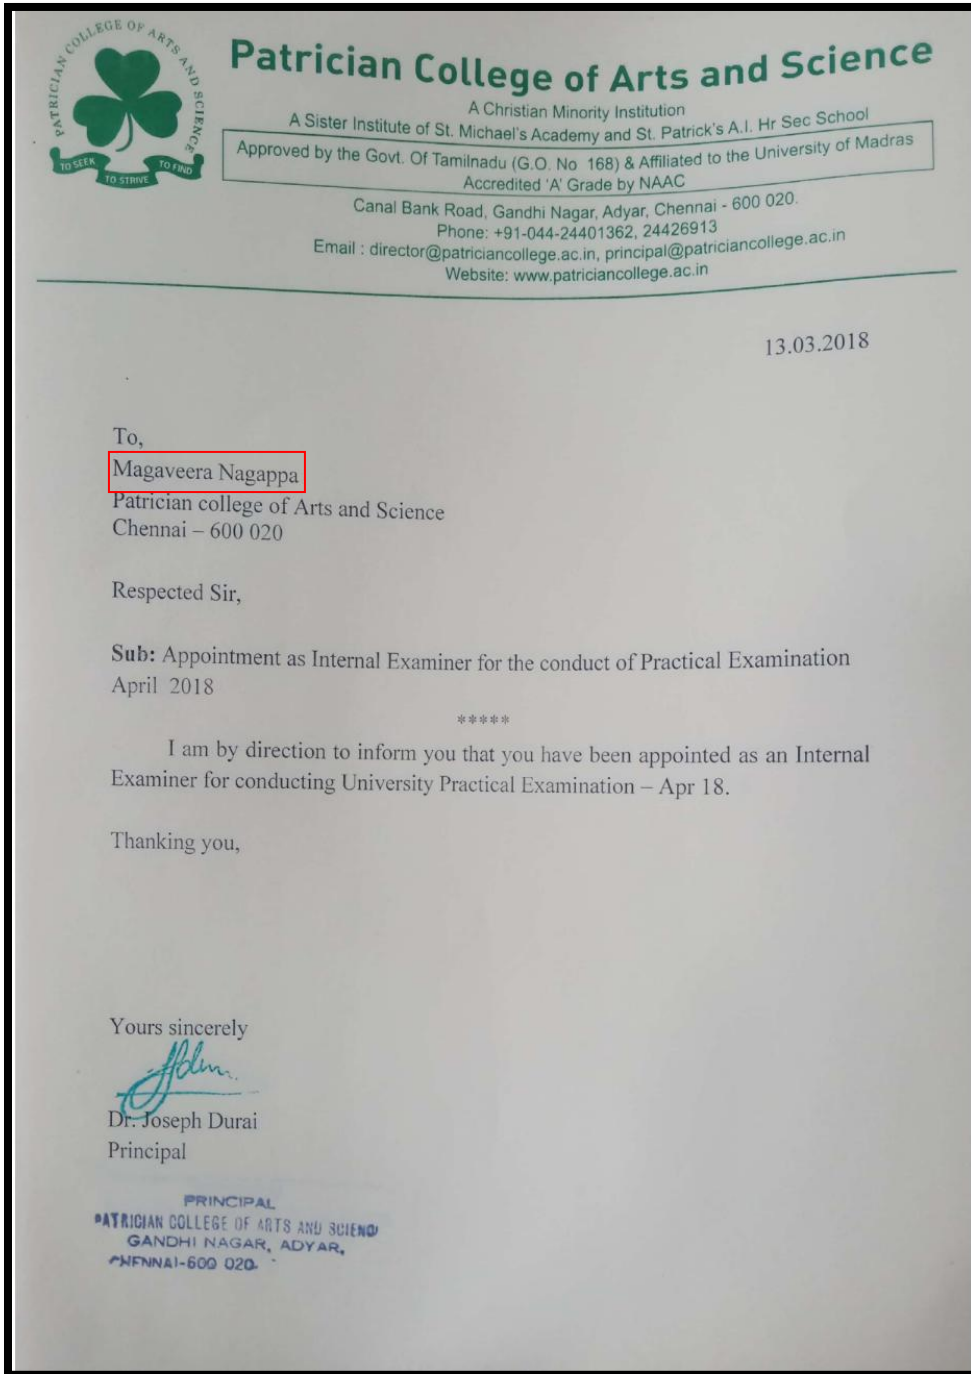 PATRICIAN COLLEGE OF ARTS AND SCIENCE
TO SEEK
TO STRIVE
TO FIND
Patrician College of Arts and Science
A Christian Minority Institution
A Sister Institute of St. Michael's Academy and St. Patrick's A.I. Hr Sec School
Approved by the Govt. Of Tamilnadu (G.O. No 168) & Affiliated to the University of Madras
Accredited 'A' Grade by NAAC
Canal Bank Road, Gandhi Nagar, Adyar, Chennai - 600 020.
Phone: +91-044-24401362, 24426913
Email : director@patriciancollege.ac.in, principal@patriciancollege.ac.in
Website: www.patriciancollege.ac.in
13.03.2018
To,
Magaveera Nagappa
Patrician college of Arts and Science
Chennai – 600 020
Respected Sir,
Sub: Appointment as Internal Examiner for the conduct of Practical Examination
April 2018
*****
I am by direction to inform you that you have been appointed as an Internal
Examiner for conducting University Practical Examination – Apr 18.
Thanking you,
Yours sincerely
Dr. Joseph Durai
Principal
PRINCIPAL
PATRICIAN COLLEGE OF ARTS AND SCIENC
GANDHI NAGAR, ADYAR,
CHENNAI-600 020.